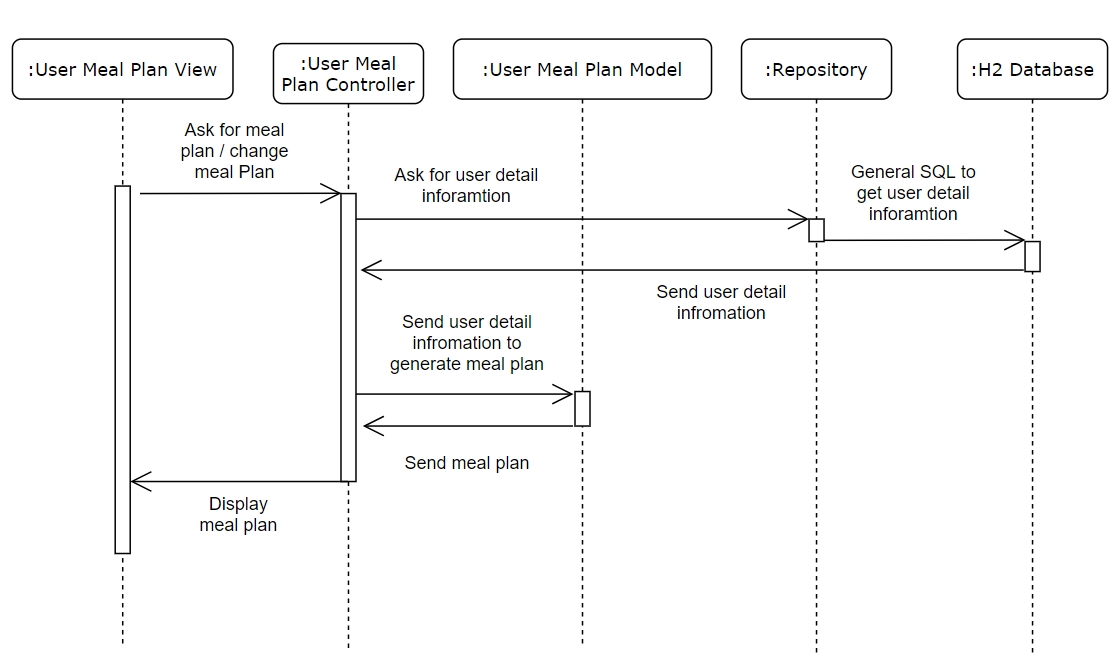 :User Meal Plan View
:User Meal
Plan Controller
:User Meal Plan Model
:Repository
:H2 Database
Ask for meal
plan / change
meal Plan
Ask for user detail
inforamtion
General SQL to
get user detail
inforamtion
Send user detail
infromation
Send user detail
infromation to
generate meal plan
Send meal plan
Display
meal plan